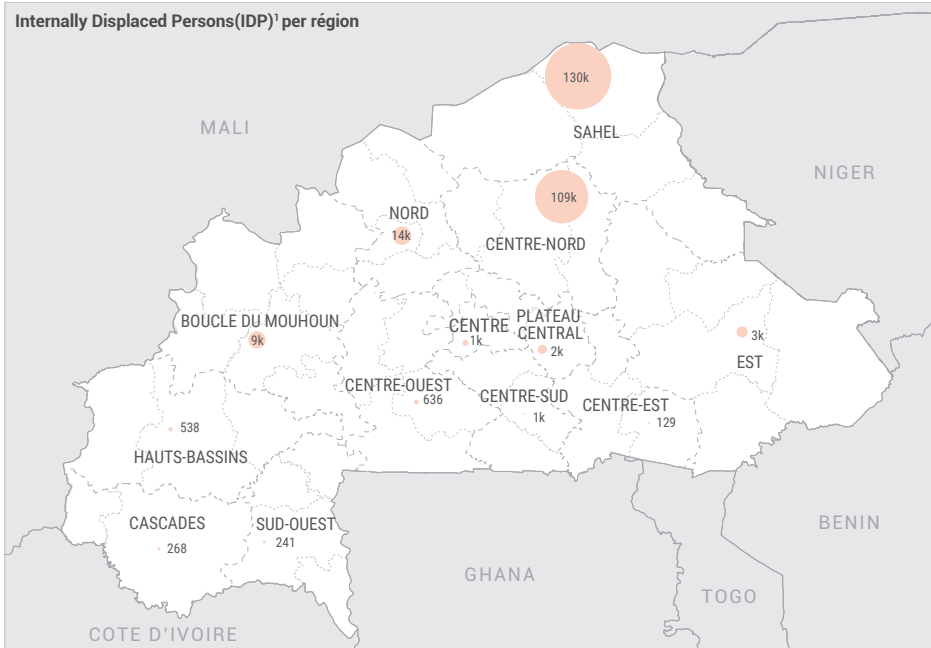 Internally Displaced Persons(IDP)¹ per région
130k
MALI
SAHEL
NIGER
109k
NORD
14k
CENTRE-NORD
BOUCLE DU MOUHOUN
9k
CENTRE
1k
PLATEAU
CENTRAL
2k
3k
EST
CENTRE-OUEST
636
CENTRE-SUD
1k
CENTRE-EST
129
538
HAUTS-BASSINS
CASCADES
268
SUD-OUEST
241
BENIN
GHANA
TOGO
COTE D'IVOIRE